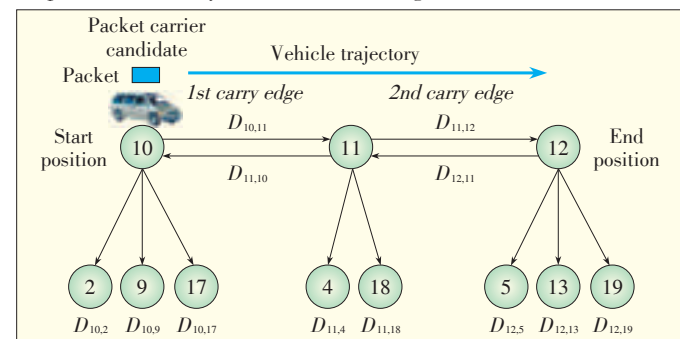 Packet carrier
candidate
Packet
Vehicle trajectory
1st carry edge
2nd carry edge
Start
position
D10,11
D11,12
10
11
12
End
position
D11,10
D12,11
2
9
17
4
18
5
13
19
D10,2
D10,9
D10,17
D11,4
D11,18
D12,5
D12,13
D12,19